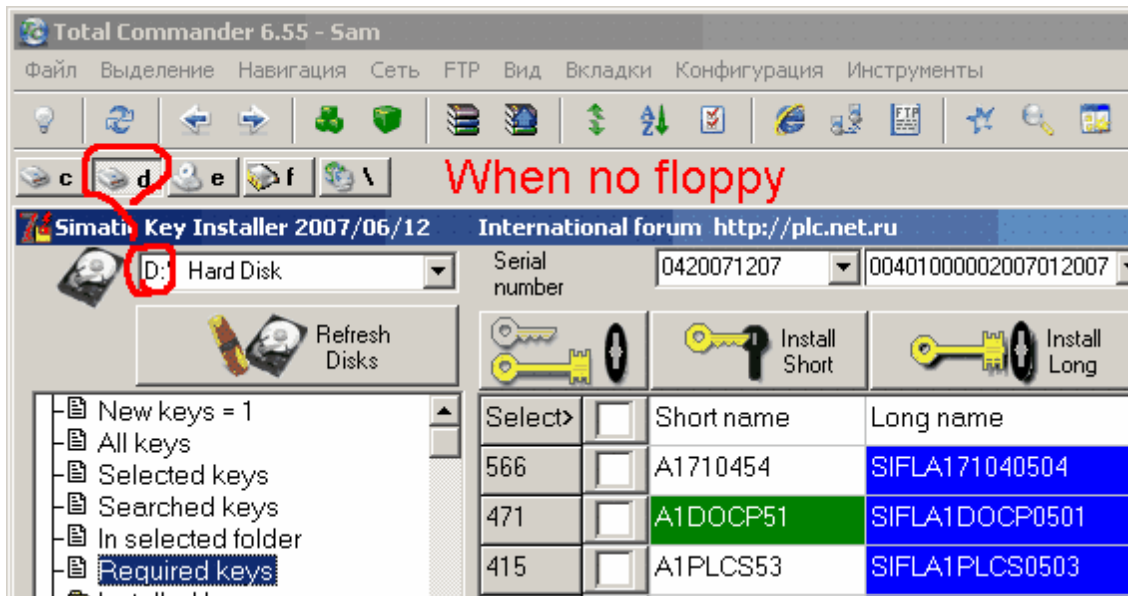 Total Commander 6.55 - Sam
Файл Выделение Навигация Сеть FTP Вид Вкладки Конфигурация Инструменты
c d e f \ When no floppy
Simatic Key Installer 2007/06/12 International forum http://plc.net.ru
D: Hard Disk Serial number 0420071207 00401000002007012007
Refresh Disks Install Short Install Long
New keys = 1 Select> Short name Long name
All keys
Selected keys 566 A1710454 SIFLA171040504
Searched keys
In selected folder 471 A1DOCP51 SIFLA1DOCP0501
Required keys 415 A1PLCS53 SIFLA1PLCS0503